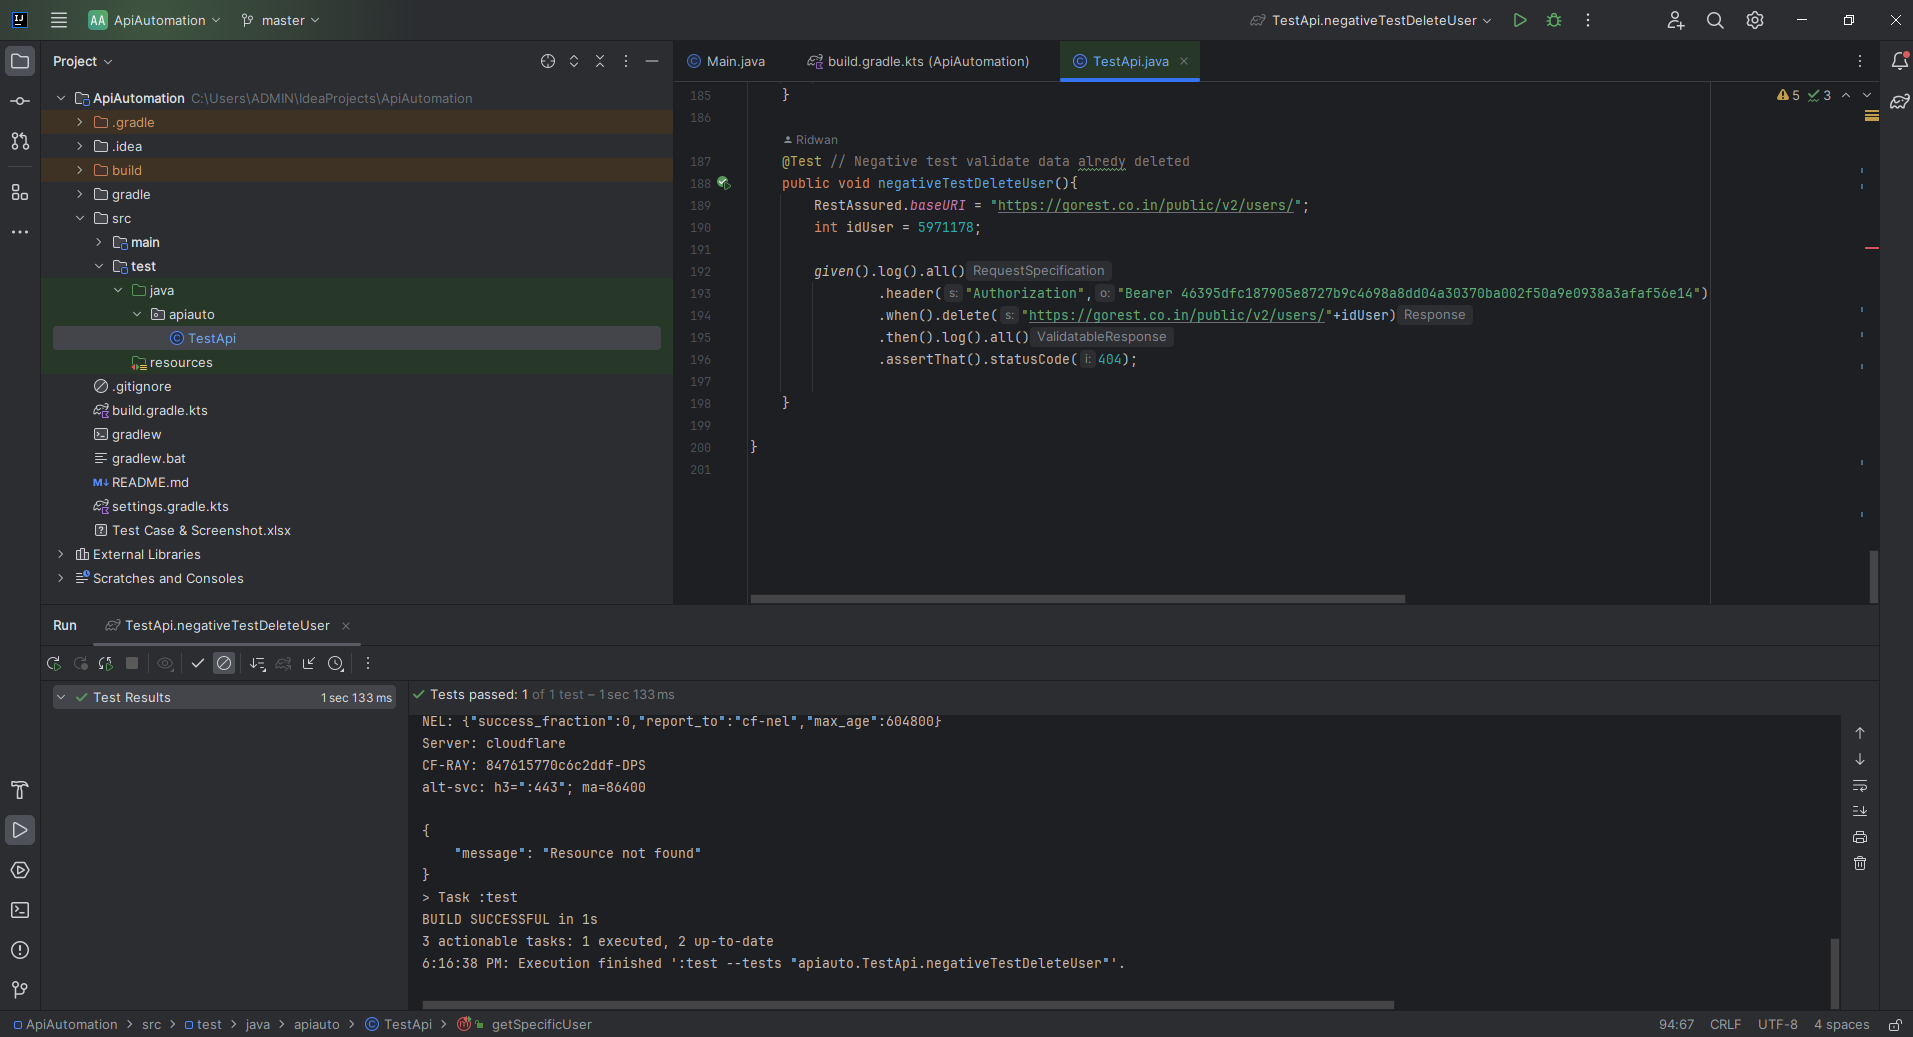 AA ApiAutomation master TestApi.negativeTestDeleteUser
Project
ApiAutomation C:\Users\ADMIN\IdeaProjects\ApiAutomation
.gradle
.idea
build
gradle
src
main
test
java
apiauto
TestApi
resources
.gitignore
build.gradle.kts
gradlew
gradlew.bat
M↓ README.md
settings.gradle.kts
Test Case & Screenshot.xlsx
External Libraries
Scratches and Consoles
Main.java build.gradle.kts (ApiAutomation) TestApi.java
5 3
185 }
186
Ridwan
187 @Test // Negative test validate data alredy deleted
188 public void negativeTestDeleteUser(){
189 RestAssured.baseURI = "https://gorest.co.in/public/v2/users/";
190 int idUser = 5971178;
191
192 given().log().all() RequestSpecification
193 .header( s: "Authorization", o: "Bearer 46395dfc187905e8727b9c4698a8dd04a30370ba002f50a9e0938a3afaf56e14")
194 .when().delete( s: "https://gorest.co.in/public/v2/users/"+idUser) Response
195 .then().log().all() ValidatableResponse
196 .assertThat().statusCode( i: 404);
197
198 }
199
200 }
201
Run TestApi.negativeTestDeleteUser
Test Results 1 sec 133 ms
Tests passed: 1 of 1 test – 1 sec 133 ms
NEL: {"success_fraction":0,"report_to":"cf-nel","max_age":604800}
Server: cloudflare
CF-RAY: 847615770c6c2ddf-DPS
alt-svc: h3=":443"; ma=86400
{
"message": "Resource not found"
}
> Task :test
BUILD SUCCESSFUL in 1s
3 actionable tasks: 1 executed, 2 up-to-date
6:16:38 PM: Execution finished ':test --tests "apiauto.TestApi.negativeTestDeleteUser"'.
ApiAutomation > src > test > java > apiauto > TestApi > getSpecificUser
94:67 CRLF UTF-8 4 spaces